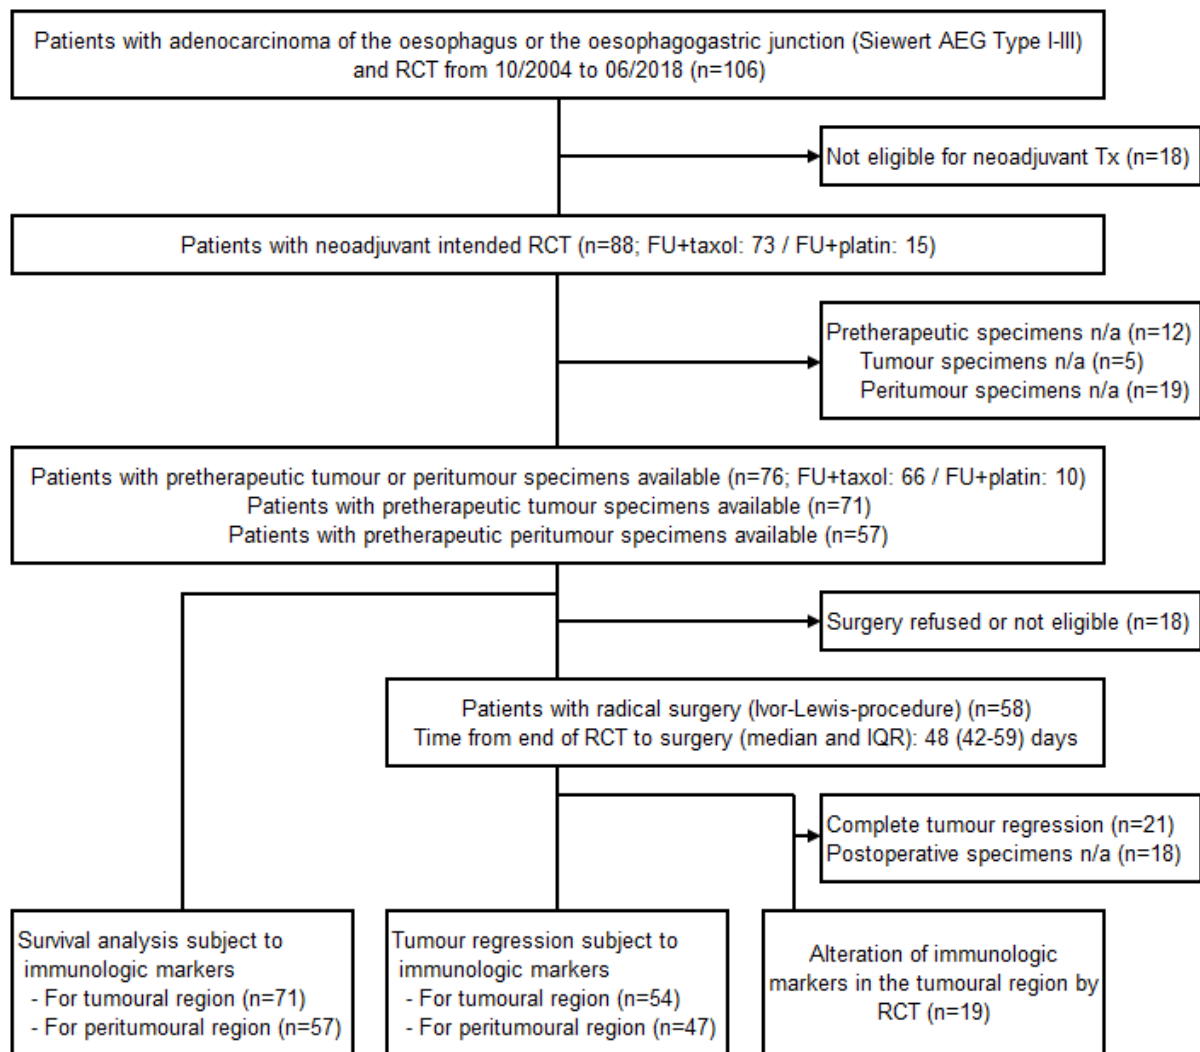 Patients with adenocarcinoma of the oesophagus or the oesophagogastric junction (Siewert AEG Type I-III)
and RCT from 10/2004 to 06/2018 (n=106)
Not eligible for neoadjuvant Tx (n=18)
Patients with neoadjuvant intended RCT (n=88; FU+taxol: 73 / FU+platin: 15)
Pretherapeutic specimens n/a (n=12)
Tumour specimens n/a (n=5)
Peritumour specimens n/a (n=19)
Patients with pretherapeutic tumour or peritumour specimens available (n=76; FU+taxol: 66 / FU+platin: 10)
Patients with pretherapeutic tumour specimens available (n=71)
Patients with pretherapeutic peritumour specimens available (n=57)
Surgery refused or not eligible (n=18)
Patients with radical surgery (Ivor-Lewis-procedure) (n=58)
Time from end of RCT to surgery (median and IQR): 48 (42-59) days
Complete tumour regression (n=21)
Postoperative specimens n/a (n=18)
Survival analysis subject to
immunologic markers
- For tumoural region (n=71)
- For peritumoural region (n=57)
Tumour regression subject to
immunologic markers
- For tumoural region (n=54)
- For peritumoural region (n=47)
Alteration of immunologic
markers in the tumoural region by
RCT (n=19)